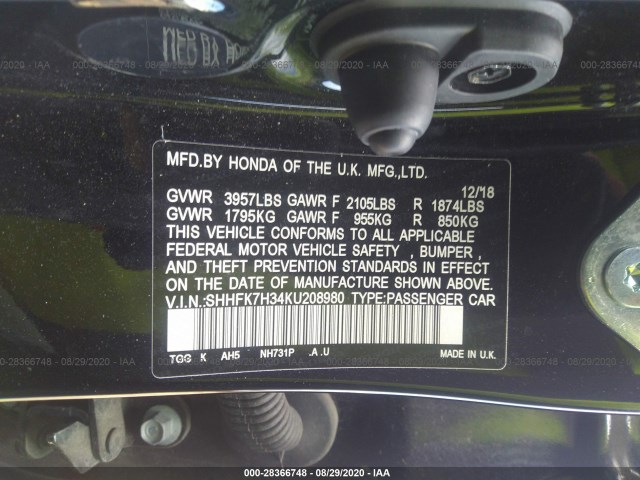 000-28366748 - 08/29/2020 - IAA
MFD.BY HONDA OF THE U.K. MFG.,LTD.
12/18
GVWR 3957LBS GAWR F 2105LBS R 1874LBS
GVWR 1795KG GAWR F 955KG R 850KG
THIS VEHICLE CONFORMS TO ALL APPLICABLE
FEDERAL MOTOR VEHICLE SAFETY , BUMPER ,
AND THEFT PREVENTION STANDARDS IN EFFECT
ON THE DATE OF MANUFACTURE SHOWN ABOVE.
V.I.N.:SHHFK7H34KU208980 TYPE:PASSENGER CAR
TGG K AH5 NH731P .A .U MADE IN U.K.
000-28366748 - 08/29/2020 - IAA